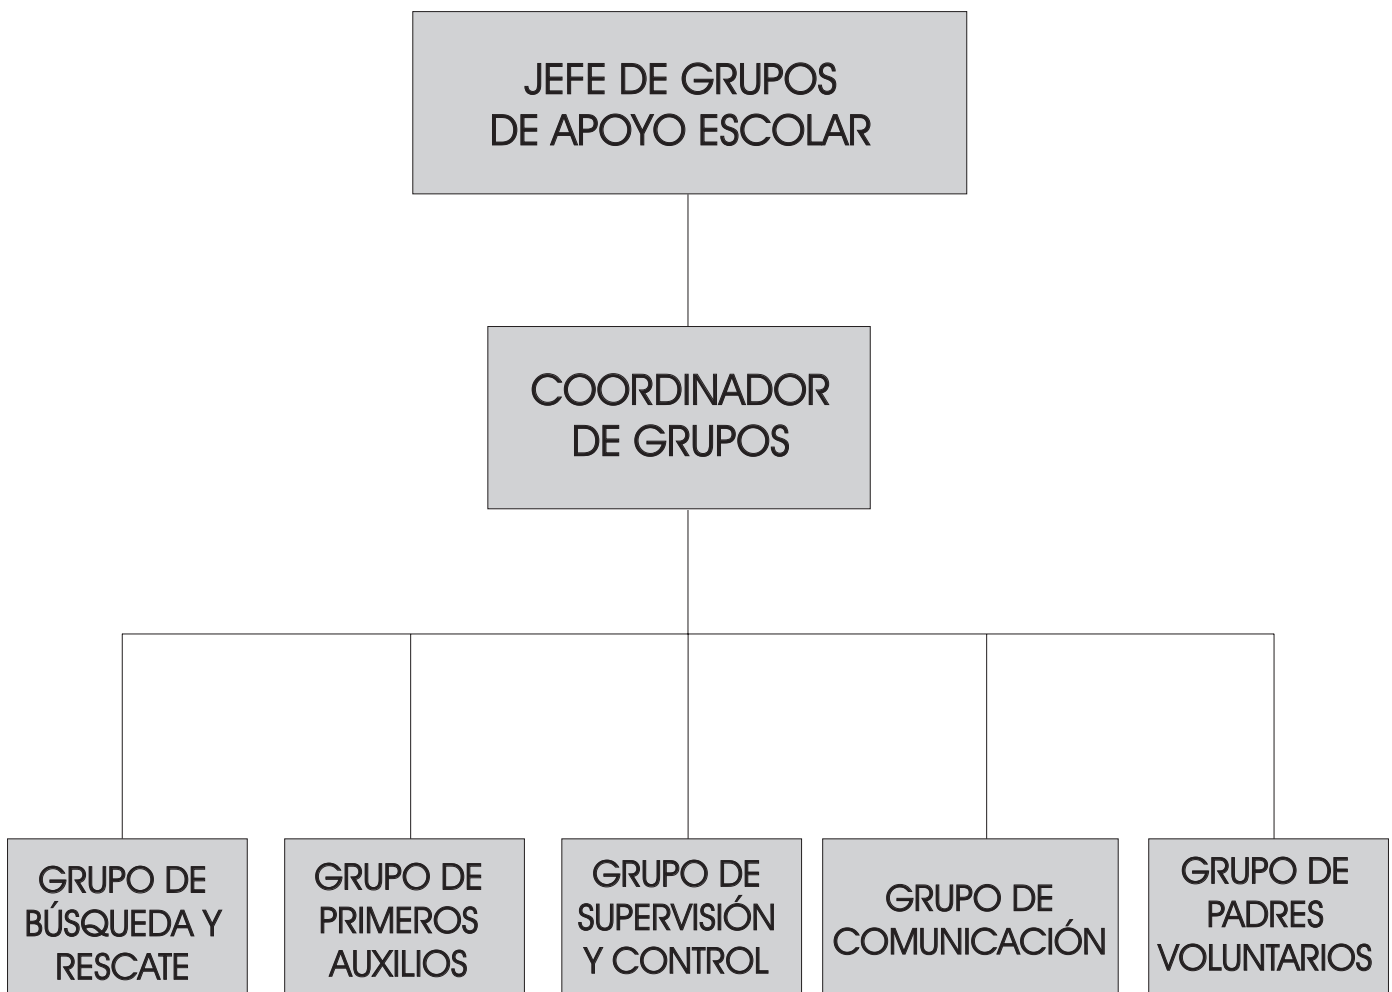 JEFE DE GRUPOS
DE APOYO ESCOLAR
COORDINADOR
DE GRUPOS
GRUPO DE
BÚSQUEDA Y
RESCATE
GRUPO DE
PRIMEROS
AUXILIOS
GRUPO DE
SUPERVISIÓN
Y CONTROL
GRUPO DE
COMUNICACIÓN
GRUPO DE
PADRES
VOLUNTARIOS